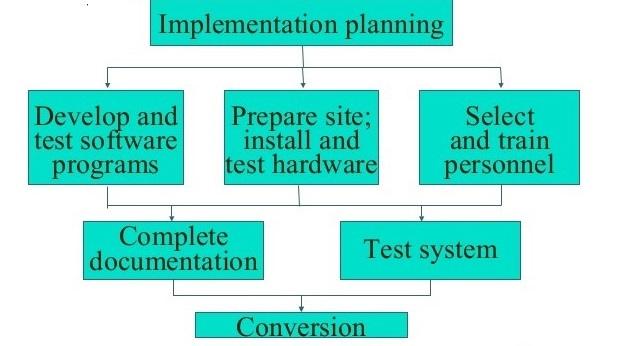 Implementation planning
Develop and
test software
programs
Prepare site;
install and
test hardware
Select
and train
personnel
Complete
documentation
Test system
Conversion